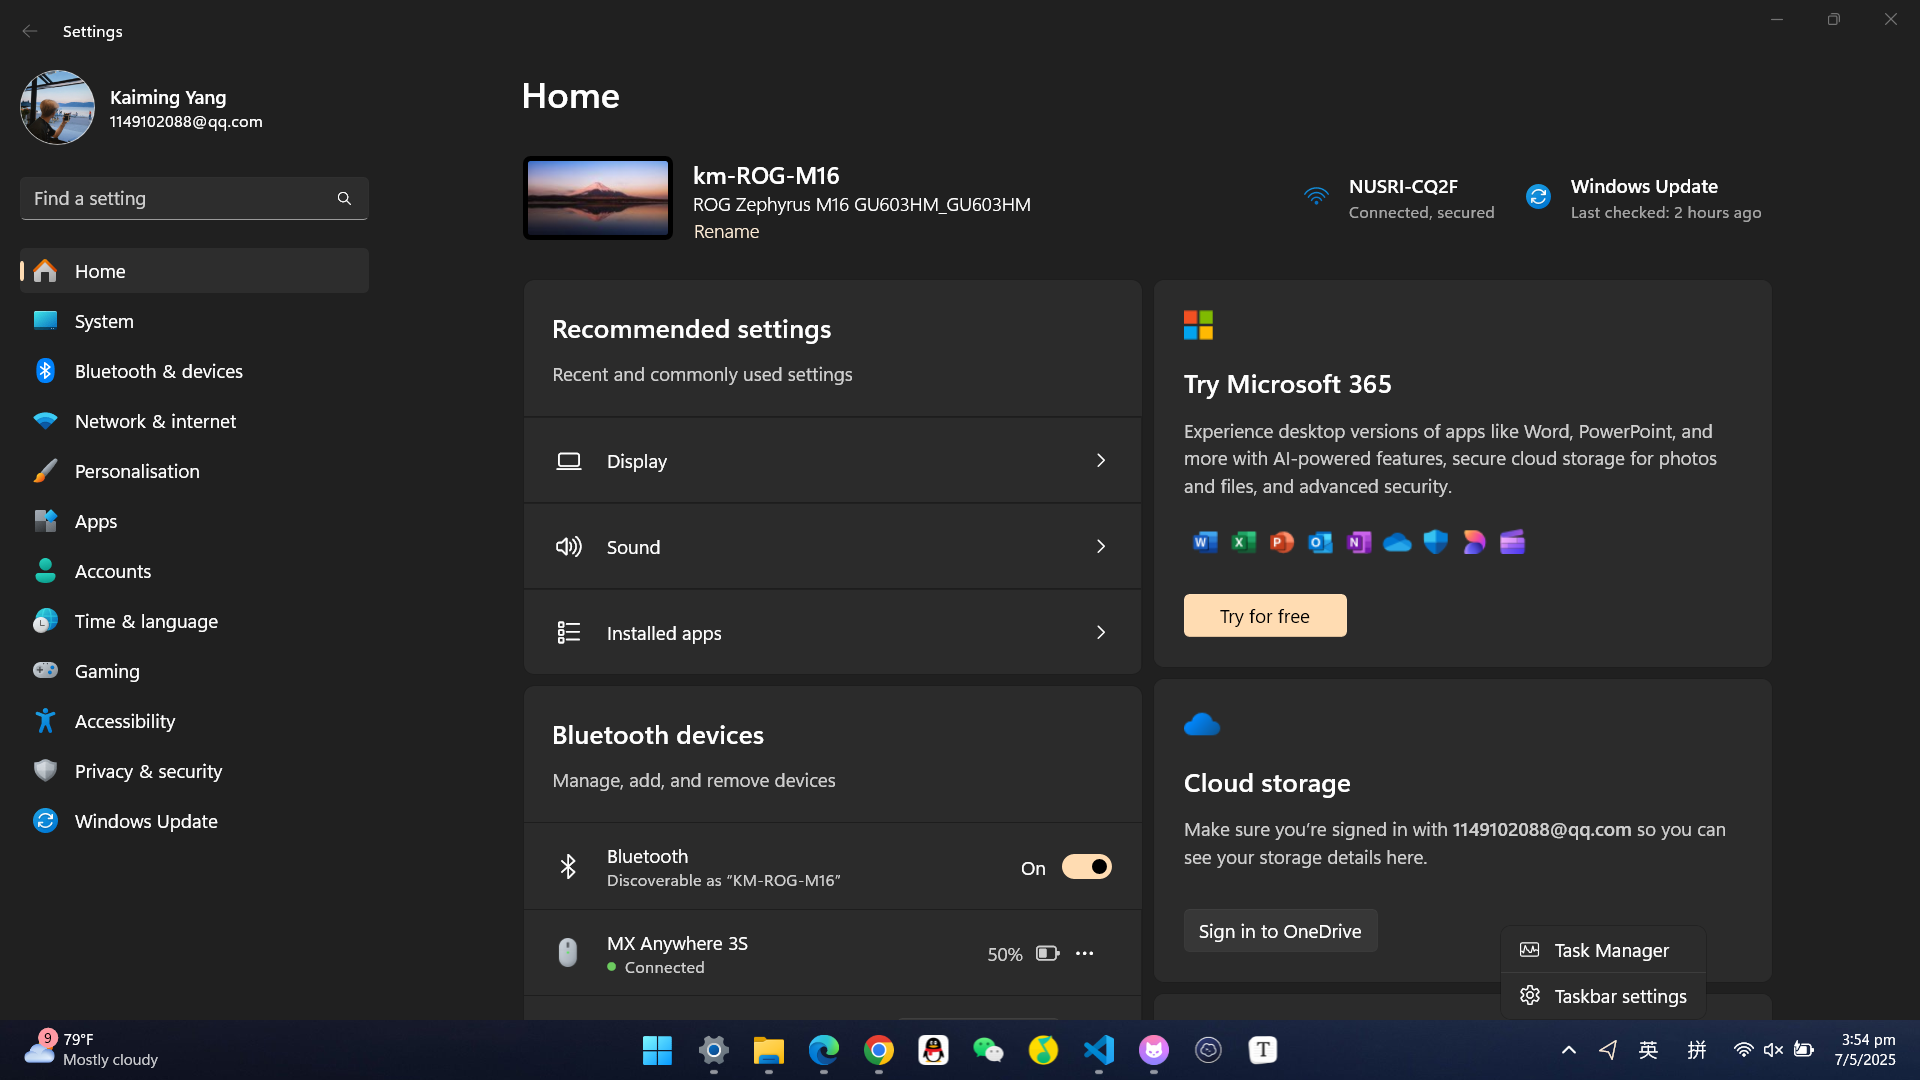 Settings
Kaiming Yang
1149102088@qq.com
Find a setting
Home
System
Bluetooth & devices
Network & internet
Personalisation
Apps
Accounts
Time & language
Gaming
Accessibility
Privacy & security
Windows Update
Home
km-ROG-M16
ROG Zephyrus M16 GU603HM_GU603HM
Rename
NUSRI-CQ2F
Connected, secured
Windows Update
Last checked: 2 hours ago
Recommended settings
Recent and commonly used settings
Display
Sound
Installed apps
Bluetooth devices
Manage, add, and remove devices
Bluetooth
Discoverable as "KM-ROG-M16"
On
MX Anywhere 3S
Connected
50%
Try Microsoft 365
Experience desktop versions of apps like Word, PowerPoint, and
more with AI-powered features, secure cloud storage for photos
and files, and advanced security.
Try for free
Cloud storage
Make sure you're signed in with 1149102088@qq.com so you can
see your storage details here.
Sign in to OneDrive
Task Manager
Taskbar settings
9
79°F
Mostly cloudy
T
英
拼
3:54 pm
7/5/2025